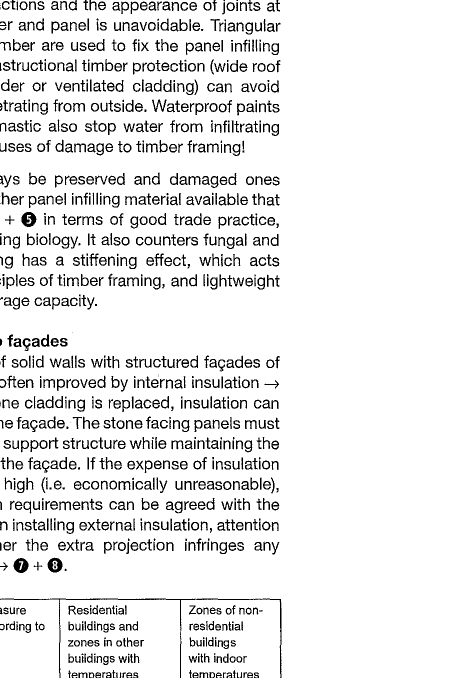 ctions and the appearance of joints at
er and panel is unavoidable. Triangular
mber are used to fix the panel infilling
nstructional timber protection (wide roof
der or ventilated cladding) can avoid
etrating from outside. Waterproof paints
mastic also stop water from infiltrating
uses of damage to timber framing!
ays be preserved and damaged ones
her panel infilling material available that
+ ❺ in terms of good trade practice,
ing biology. It also counters fungal and
ng has a stiffening effect, which acts
iples of timber framing, and lightweight
rage capacity.
o façades
of solid walls with structured façades of
often improved by internal insulation →
ne cladding is replaced, insulation can
he façade. The stone facing panels must
support structure while maintaining the
the façade. If the expense of insulation
high (i.e. economically unreasonable),
n requirements can be agreed with the
n installing external insulation, attention
her the extra projection infringes any
→ ❼ + ❽.
asure Residential Zones of non-
ording to buildings and residential
zones in other buildings
buildings with with indoor
temperatures temperatures